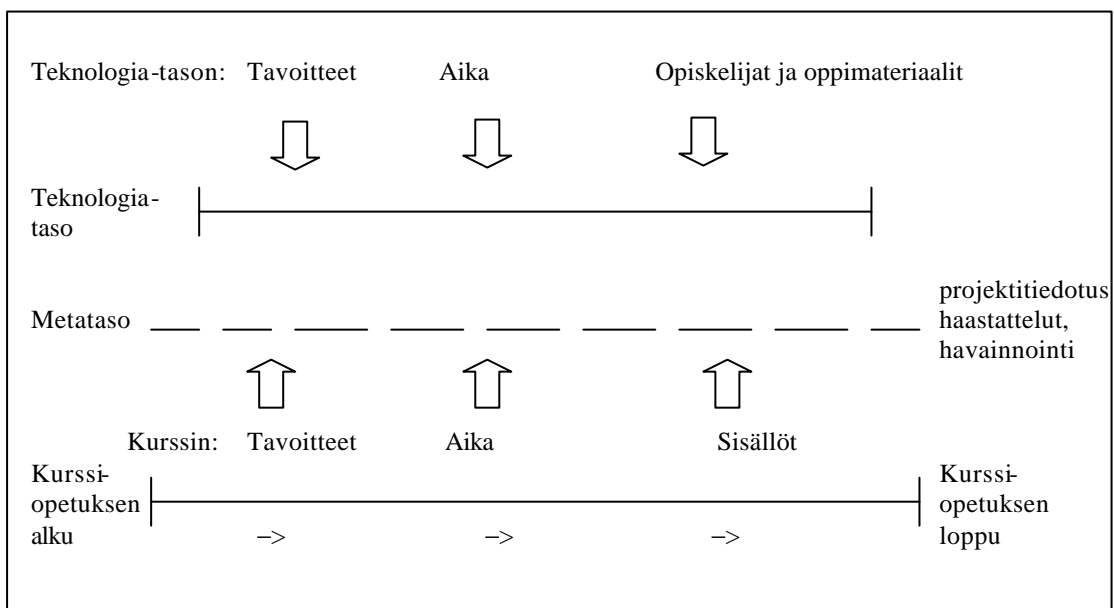 Teknologia-tason: Tavoitteet Aika Opiskelijat ja oppimateriaalit
Teknologia-
taso
Metataso
projektitiedotus
haastattelut,
havainnointi
Kurssin: Tavoitteet Aika Sisällöt
Kurssi-
opetuksen
alku
–> –> –>
Kurssi-
opetuksen
loppu